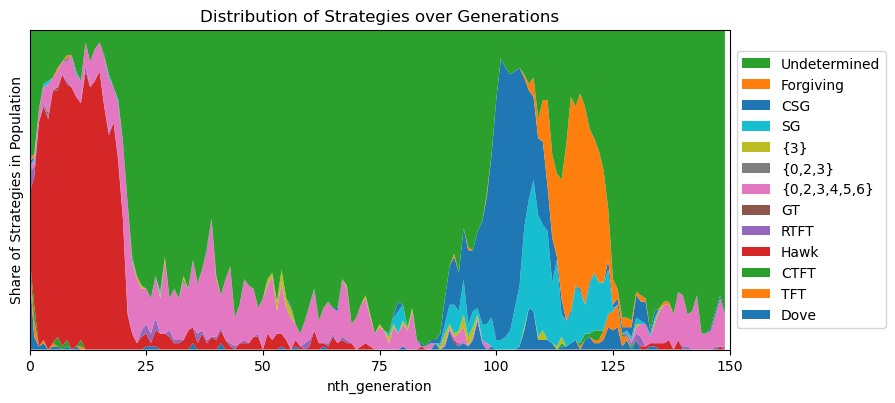 Distribution of Strategies over Generations
Share of Strategies in Population
Undetermined
Forgiving
CSG
SG
{3}
{0,2,3}
{0,2,3,4,5,6}
GT
RTFT
Hawk
CTFT
TFT
Dove
0 25 50 75 100 125 150
nth_generation